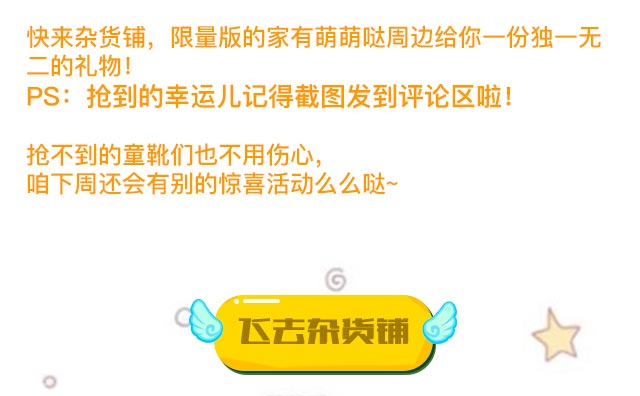 快来杂货铺，限量版的家有萌萌哒周边给你一份独一无
二的礼物！
PS：抢到的幸运儿记得截图发到评论区啦！
抢不到的童靴们也不用伤心，
咱下周还会有别的惊喜活动么么哒~
飞去杂货铺